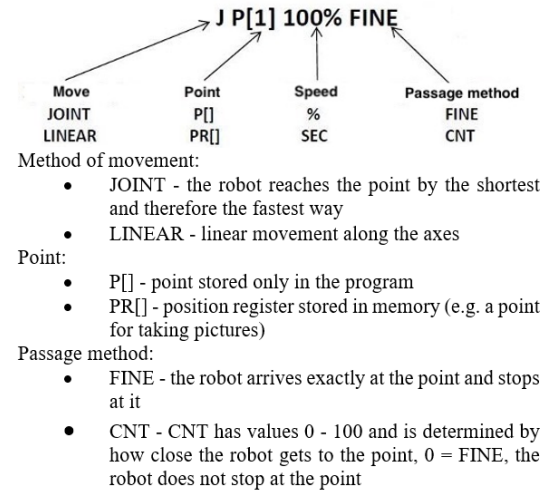 J P[1] 100% FINE
Move Point Speed Passage method
JOINT P[] % FINE
LINEAR PR[] SEC CNT
Method of movement:
• JOINT - the robot reaches the point by the shortest
and therefore the fastest way
• LINEAR - linear movement along the axes
Point:
• P[] - point stored only in the program
• PR[] - position register stored in memory (e.g. a point
for taking pictures)
Passage method:
• FINE - the robot arrives exactly at the point and stops
at it
• CNT - CNT has values 0 - 100 and is determined by
how close the robot gets to the point, 0 = FINE, the
robot does not stop at the point